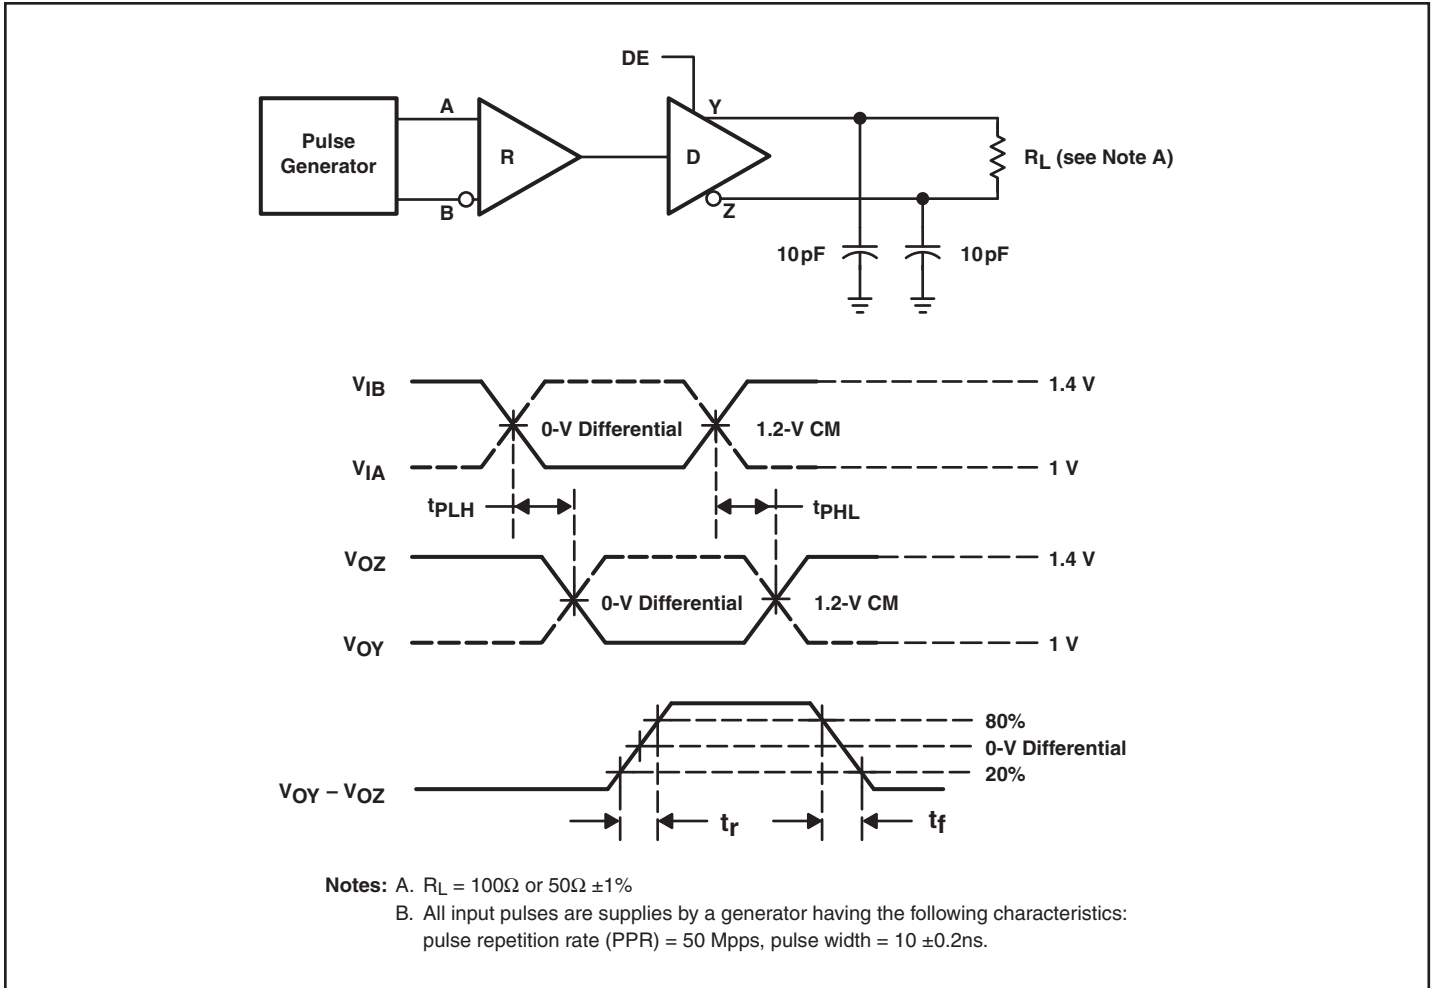 DE
Pulse
Generator
A
B
R
D
Y
Z
RL (see Note A)
10pF
10pF
VIB
1.4 V
0-V Differential
1.2-V CM
VIA
1 V
tPLH
tPHL
VOZ
1.4 V
0-V Differential
1.2-V CM
VOY
1 V
80%
0-V Differential
20%
VOY – VOZ
tr
tf
Notes: A. RL = 100Ω or 50Ω ±1%
B. All input pulses are supplies by a generator having the following characteristics:
pulse repetition rate (PPR) = 50 Mpps, pulse width = 10 ±0.2ns.